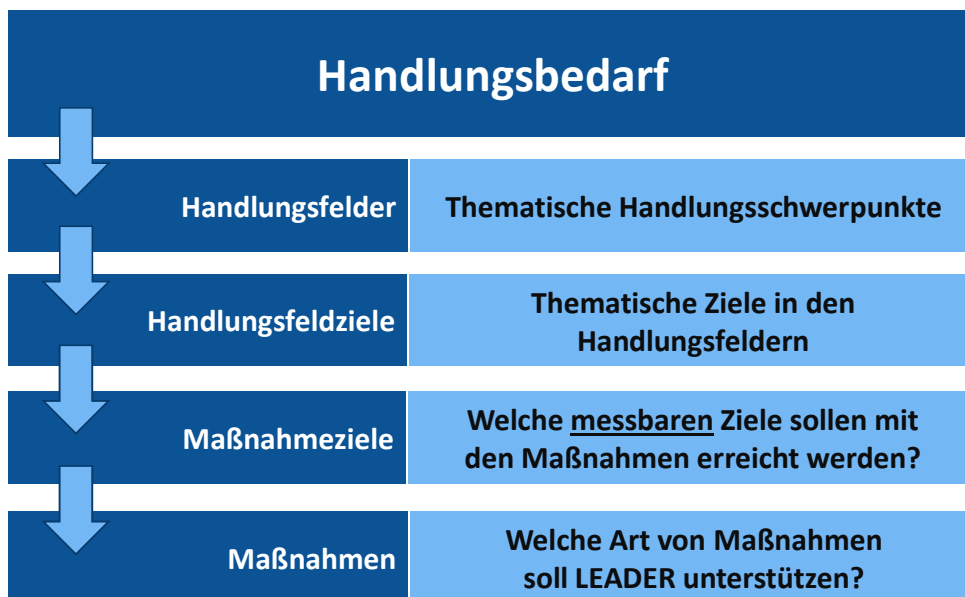 Handlungsbedarf
Handlungsfelder
Thematische Handlungsschwerpunkte
Handlungsfeldziele
Thematische Ziele in den
Handlungsfeldern
Maßnahmeziele
Welche messbaren Ziele sollen mit
den Maßnahmen erreicht werden?
Maßnahmen
Welche Art von Maßnahmen
soll LEADER unterstützen?